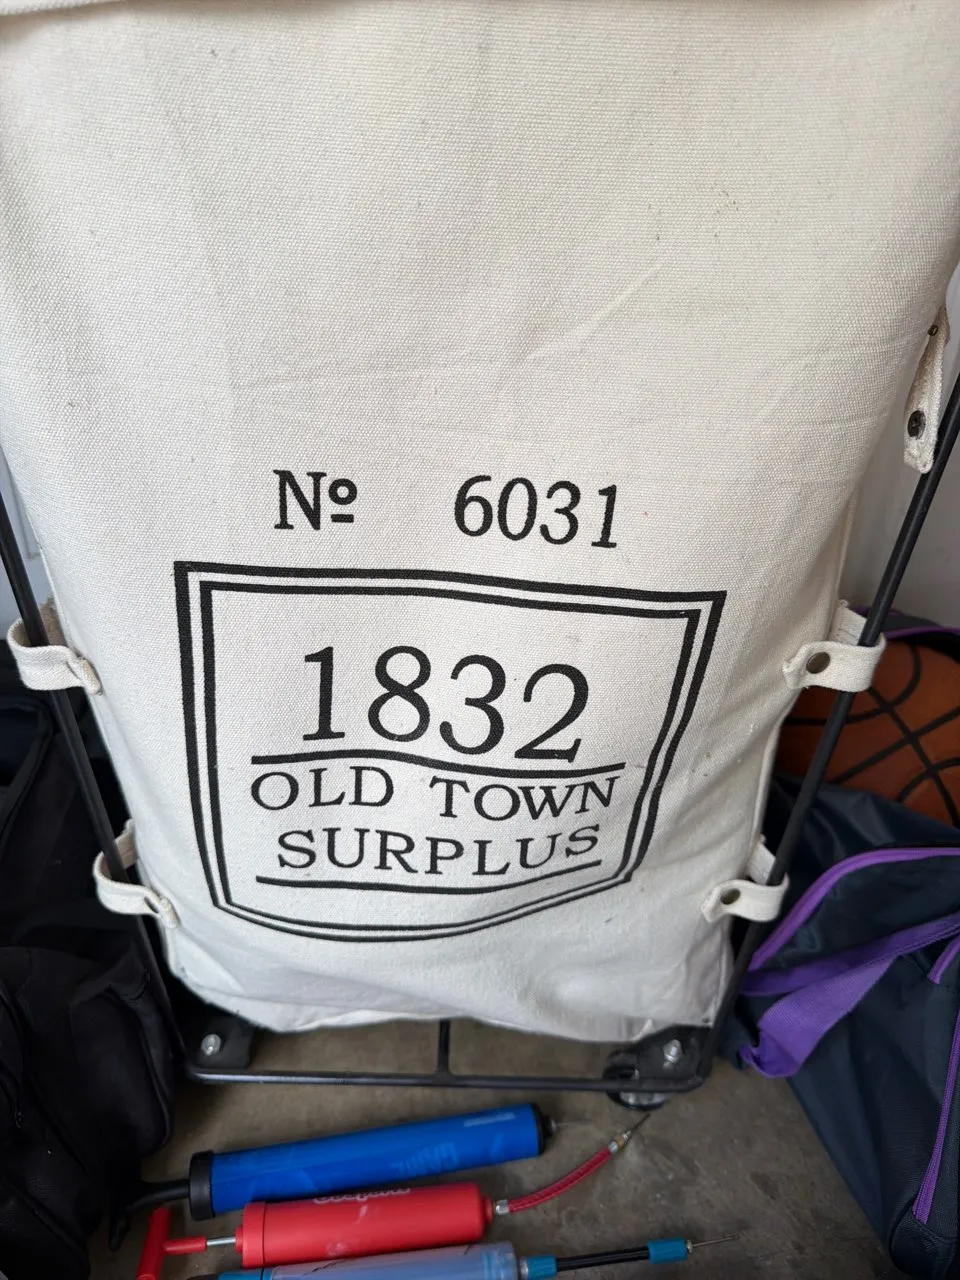 Nº 6031
1832
OLD TOWN
SURPLUS